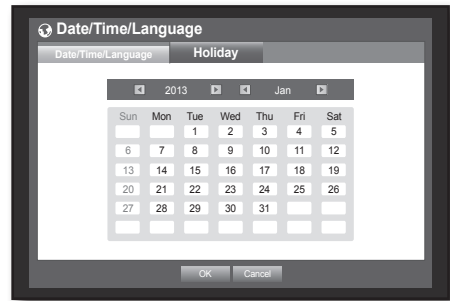 Date/Time/Language
Date/Time/Language Holiday
2013 Jan
Sun Mon Tue Wed Thu Fri Sat
1 2 3 4 5
6 7 8 9 10 11 12
13 14 15 16 17 18 19
20 21 22 23 24 25 26
27 28 29 30 31
OK Cancel